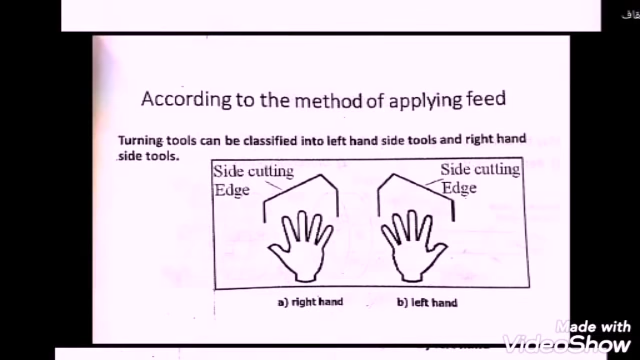 According to the method of applying feed
Turning tools can be classified into left hand side tools and right hand
side tools.
Side cutting
Edge
Side cutting
Edge
a) right hand
b) left hand
Made with
VideoShow